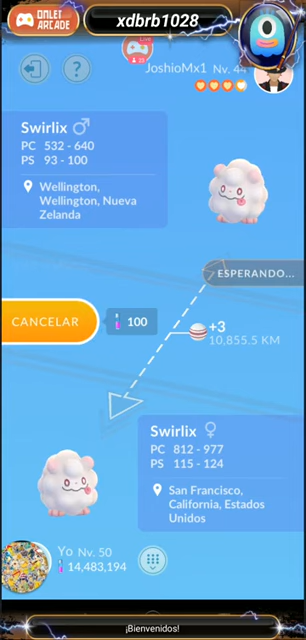 OMLET
ARCADE
xdbrb1028
Live
JoshioMx1 Nv. 44
?
Swirlix ♂
PC 532 - 640
PS 93 - 100
Wellington,
Wellington, Nueva
Zelanda
ESPERANDO...
CANCELAR
100
+3
10,855.5 KM
Swirlix ♀
PC 812 - 977
PS 115 - 124
San Francisco,
California, Estados
Unidos
Yo Nv. 50
14,483,194
¡Bienvenidos!